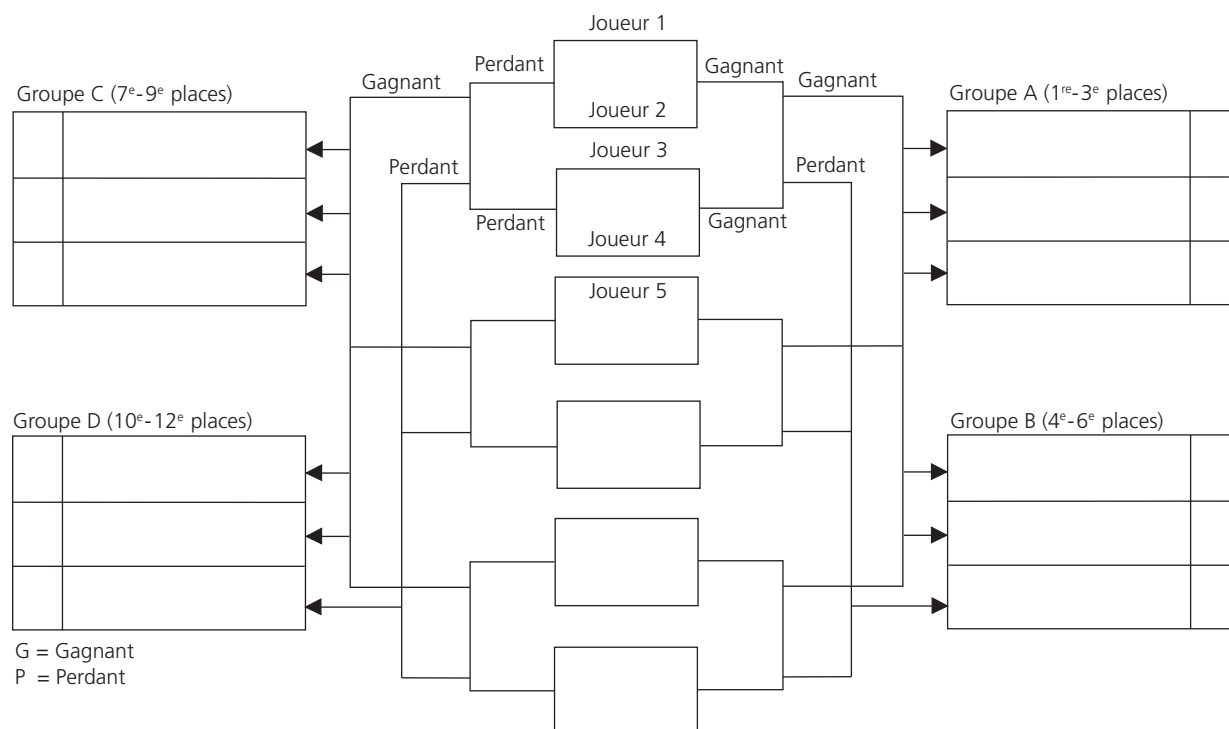 Joueur 1
Perdant
Gagnant
Gagnant
Gagnant
Groupe C (7e-9e places)
Groupe A (1re-3e places)
Joueur 2
Joueur 3
Perdant
Perdant
Perdant
Gagnant
Joueur 4
Joueur 5
Groupe D (10e-12e places)
Groupe B (4e-6e places)
G = Gagnant
P = Perdant